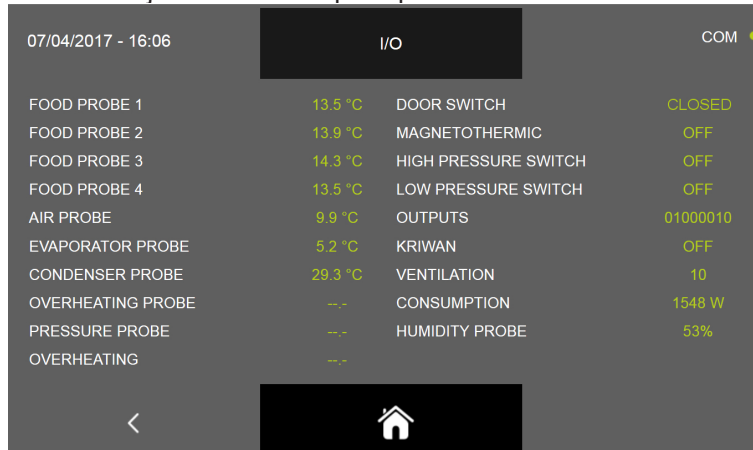 07/04/2017 - 16:06 I/O COM
FOOD PROBE 1 13.5 °C DOOR SWITCH CLOSED
FOOD PROBE 2 13.9 °C MAGNETOTHERMIC OFF
FOOD PROBE 3 14.3 °C HIGH PRESSURE SWITCH OFF
FOOD PROBE 4 13.5 °C LOW PRESSURE SWITCH OFF
AIR PROBE 9.9 °C OUTPUTS 01000010
EVAPORATOR PROBE 5.2 °C KRIWAN OFF
CONDENSER PROBE 29.3 °C VENTILATION 10
OVERHEATING PROBE --.- CONSUMPTION 1548 W
PRESSURE PROBE --.- HUMIDITY PROBE 53%
OVERHEATING --.-